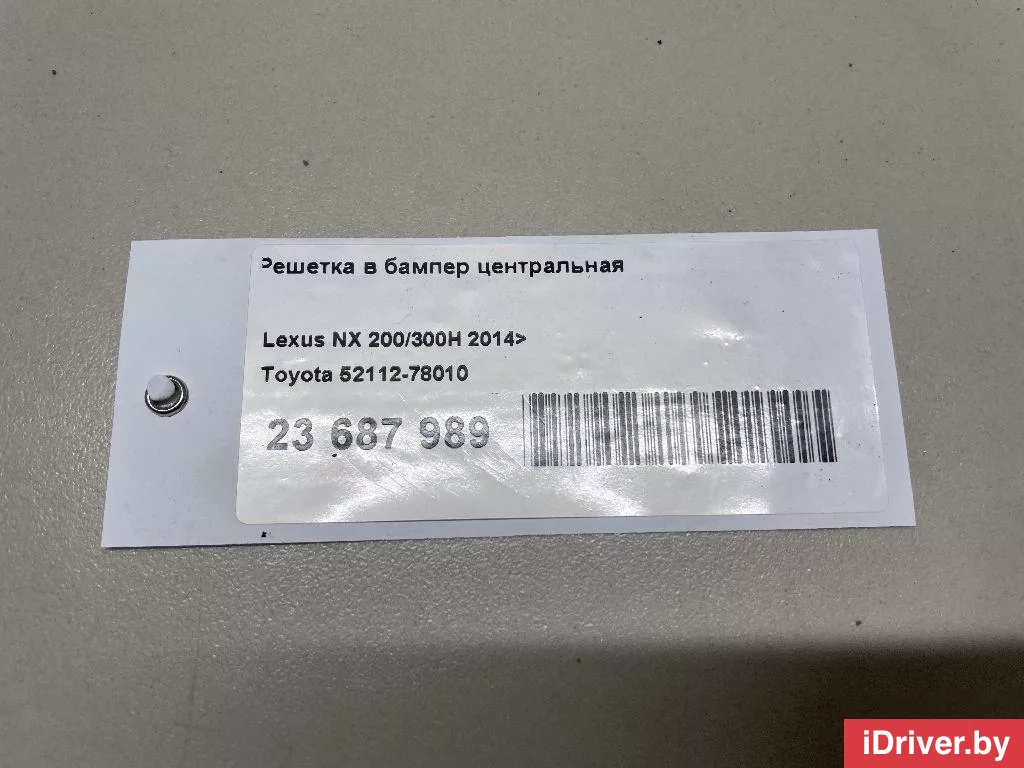 Решетка в бампер центральная
Lexus NX 200/300H 2014>
Toyota 52112-78010
23 687 989
iDriver.by